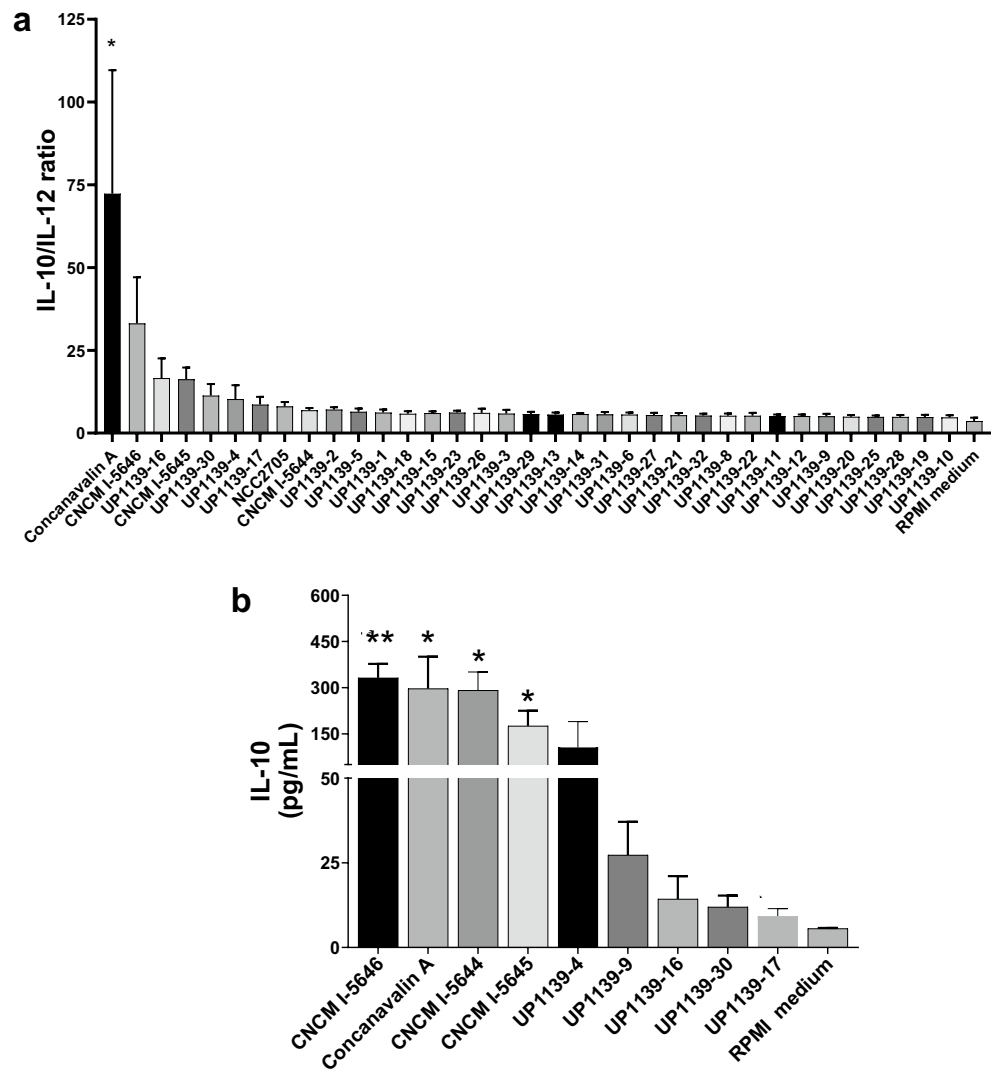 a
IL-10/IL-12 ratio
125
100
75
50
25
0
*
Concanavalin A
CNCM I-5646
UP1139-16
CNCM I-5645
UP1139-30
UP1139-4
UP1139-17
NCC2705
CNCM I-5644
UP1139-2
UP1139-5
UP1139-1
UP1139-18
UP1139-15
UP1139-23
UP1139-26
UP1139-3
UP1139-29
UP1139-13
UP1139-14
UP1139-31
UP1139-6
UP1139-27
UP1139-21
UP1139-32
UP1139-8
UP1139-22
UP1139-11
UP1139-12
UP1139-9
UP1139-20
UP1139-25
UP1139-28
UP1139-19
UP1139-10
RPMI medium
b
IL-10
(pg/mL)
600
450
300
150
50
25
0
**
*
*
*
CNCM I-5646
Concanavalin A
CNCM I-5644
CNCM I-5645
UP1139-4
UP1139-9
UP1139-16
UP1139-30
UP1139-17
RPMI medium